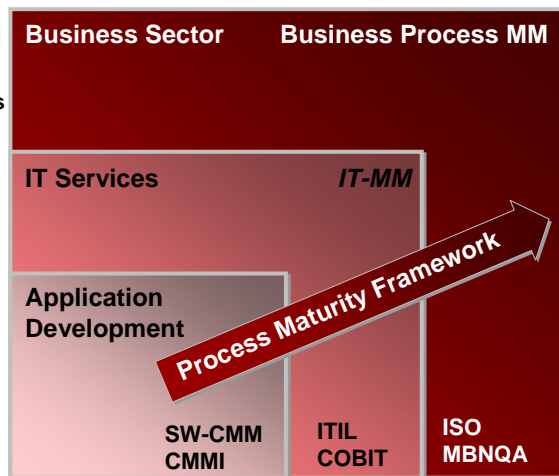 Business Sector
Business Process MM
s
IT Services
IT-MM
Application
Development
Process Maturity Framework
SW-CMM
CMMI
ITIL
COBIT
ISO
MBNQA